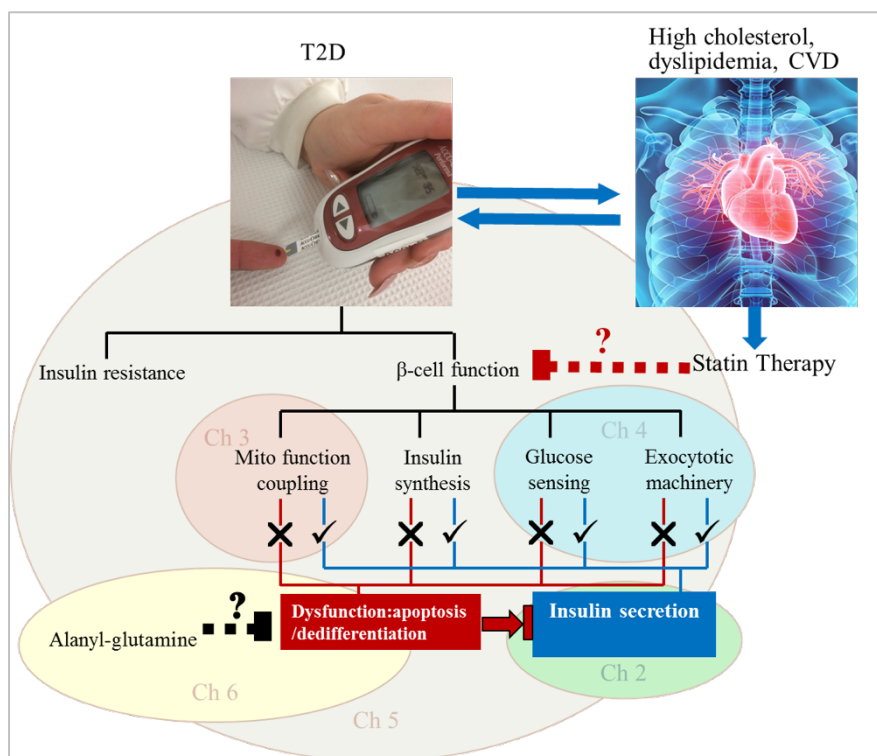 T2D
High cholesterol,
dyslipidemia, CVD
?
Insulin resistance
β-cell function
Statin Therapy
Ch 3
Ch 4
Mito function
coupling
Insulin
synthesis
Glucose
sensing
Exocytotic
machinery
?
Alanyl-glutamine
Dysfunction:apoptosis
/dedifferentiation
Insulin secretion
Ch 2
Ch 6
Ch 5